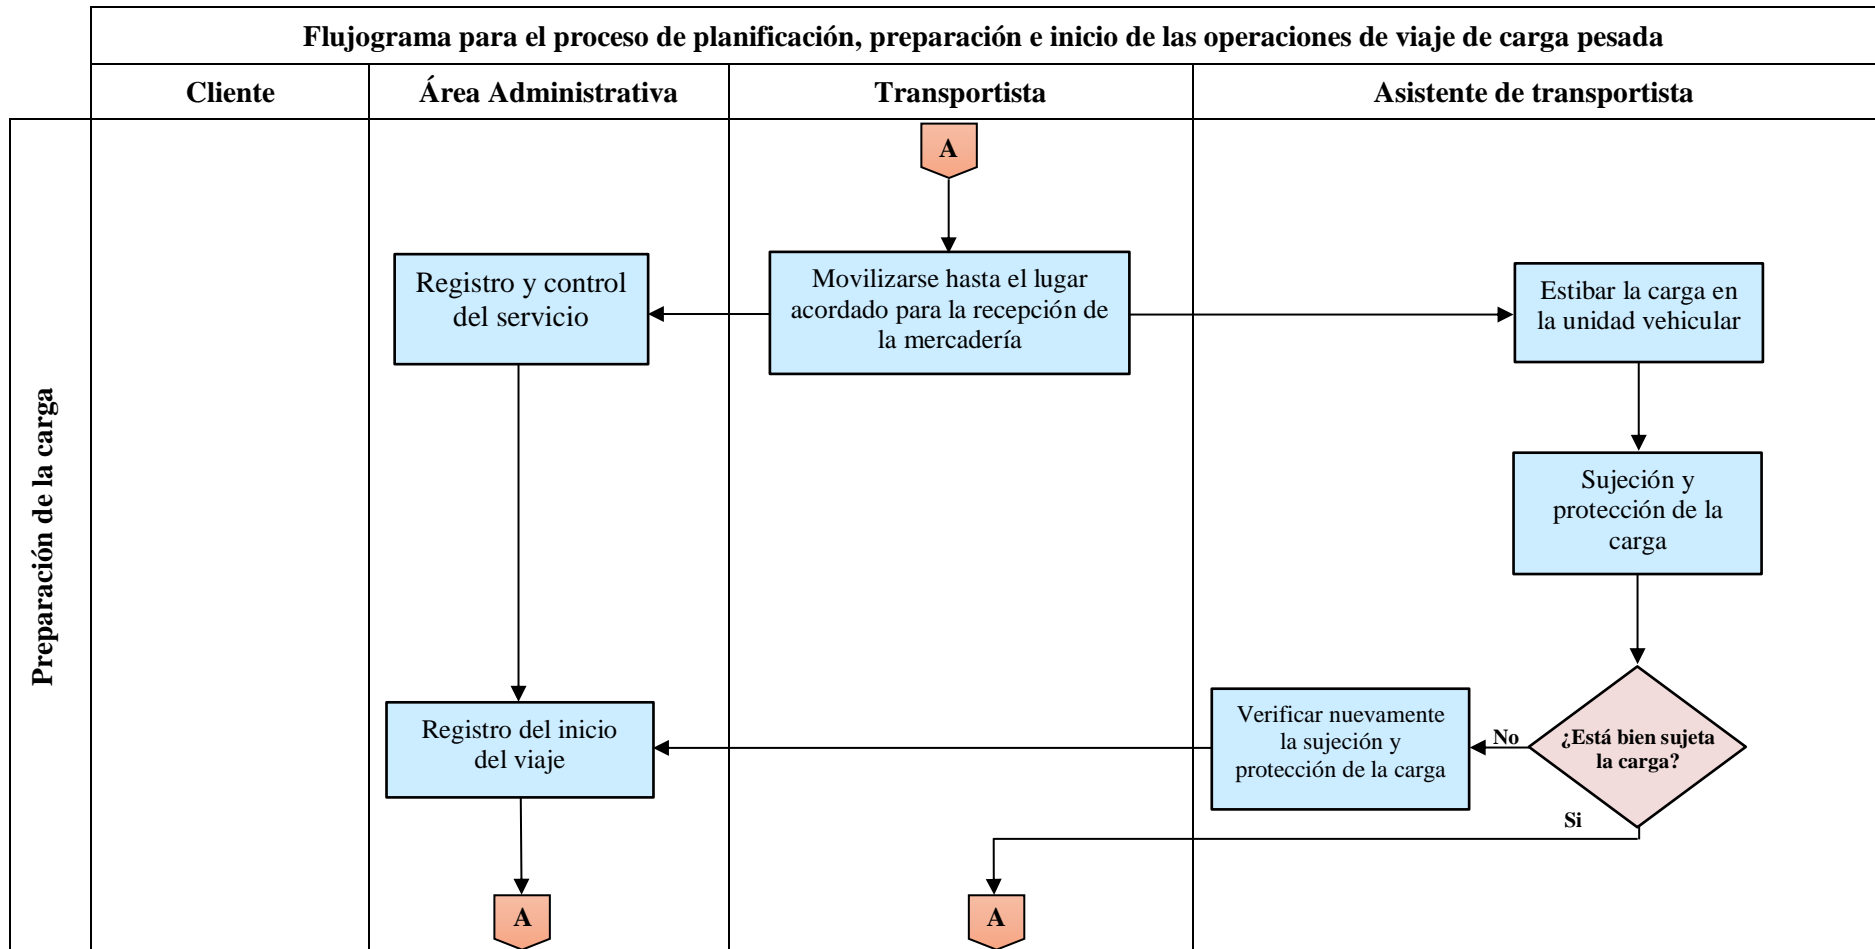 Flujograma para el proceso de planificación, preparación e inicio de las operaciones de viaje de carga pesada
Cliente
Área Administrativa
Transportista
Asistente de transportista
Preparación de la carga
A
Registro y control
del servicio
Movilizarse hasta el lugar
acordado para la recepción de
la mercadería
Estibar la carga en
la unidad vehicular
Sujeción y
protección de la
carga
Registro del inicio
del viaje
Verificar nuevamente
la sujeción y
protección de la carga
No
¿Está bien sujeta
la carga?
Si
A
A